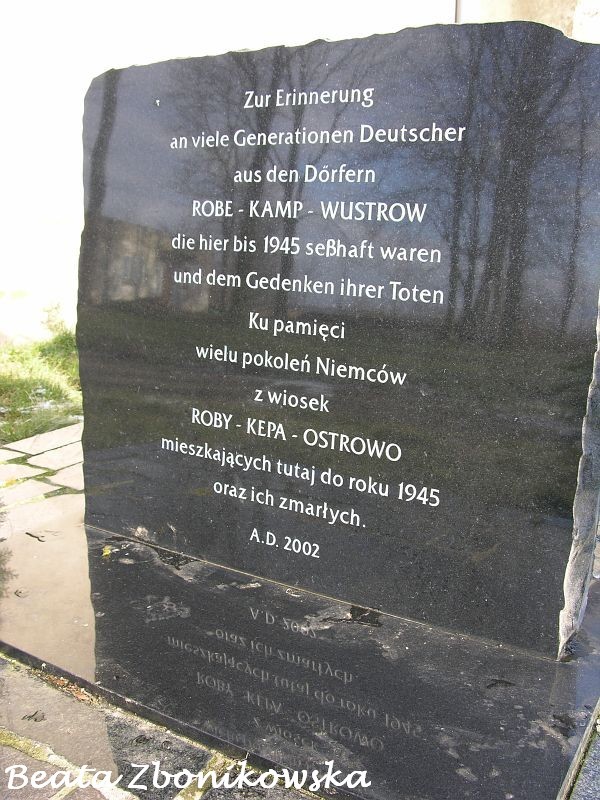 Zur Erinnerung
an viele Generationen Deutscher
aus den Dőrfern
ROBE - KAMP - WUSTROW
die hier bis 1945 seßhaft waren
und dem Gedenken ihrer Toten
Ku pamięci
wielu pokoleń Niemców
z wiosek
ROBY - KEPA - OSTROWO
mieszkających tutaj do roku 1945
oraz ich zmarłych.
A.D. 2002
Beata Zbonikowska